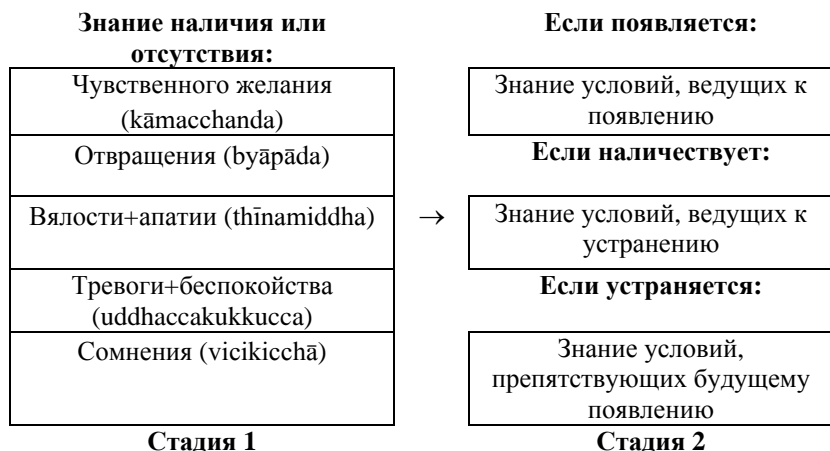 Знание наличия или
отсутствия:
Чувственного желания
(kāmacchanda)
Отвращения (byāpāda)
Вялости+апатии (thīnamiddha)
Тревоги+беспокойства
(uddhaccakukkucca)
Сомнения (vicikicchā)
Стадия 1
→
Если появляется:
Знание условий, ведущих к
появлению
Если наличествует:
Знание условий, ведущих к
устранению
Если устраняется:
Знание условий,
препятствующих будущему
появлению
Стадия 2